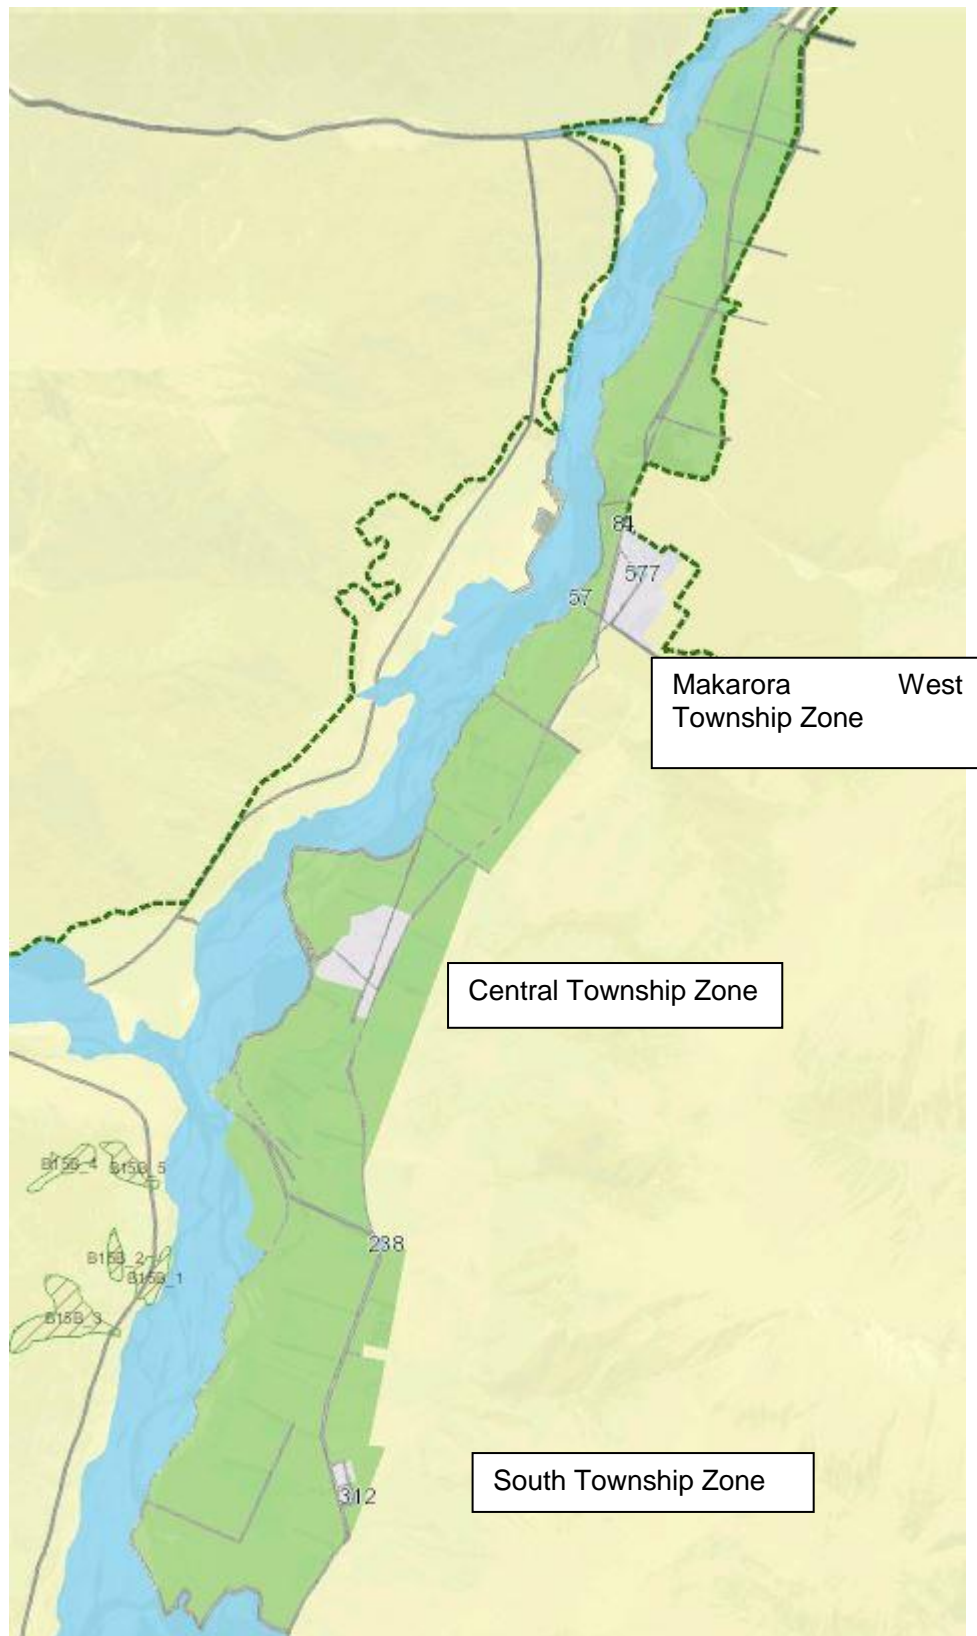 84
577
57
Makarora West
Township Zone
Central Township Zone
B15B_4
B15B_5
238
B15B_2
B15B_1
B15B_3
South Township Zone
312